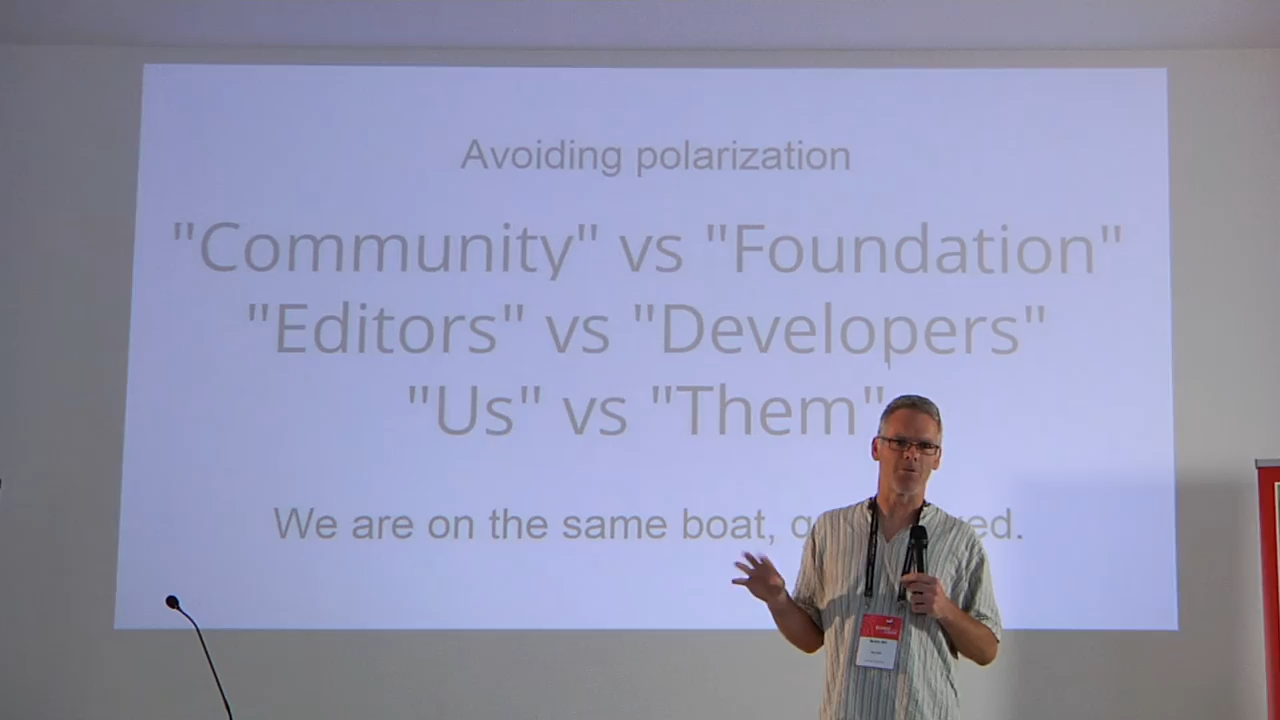 Avoiding polarization
"Community" vs "Foundation"
"Editors" vs "Developers"
"Us" vs "Them"
We are on the same boat,